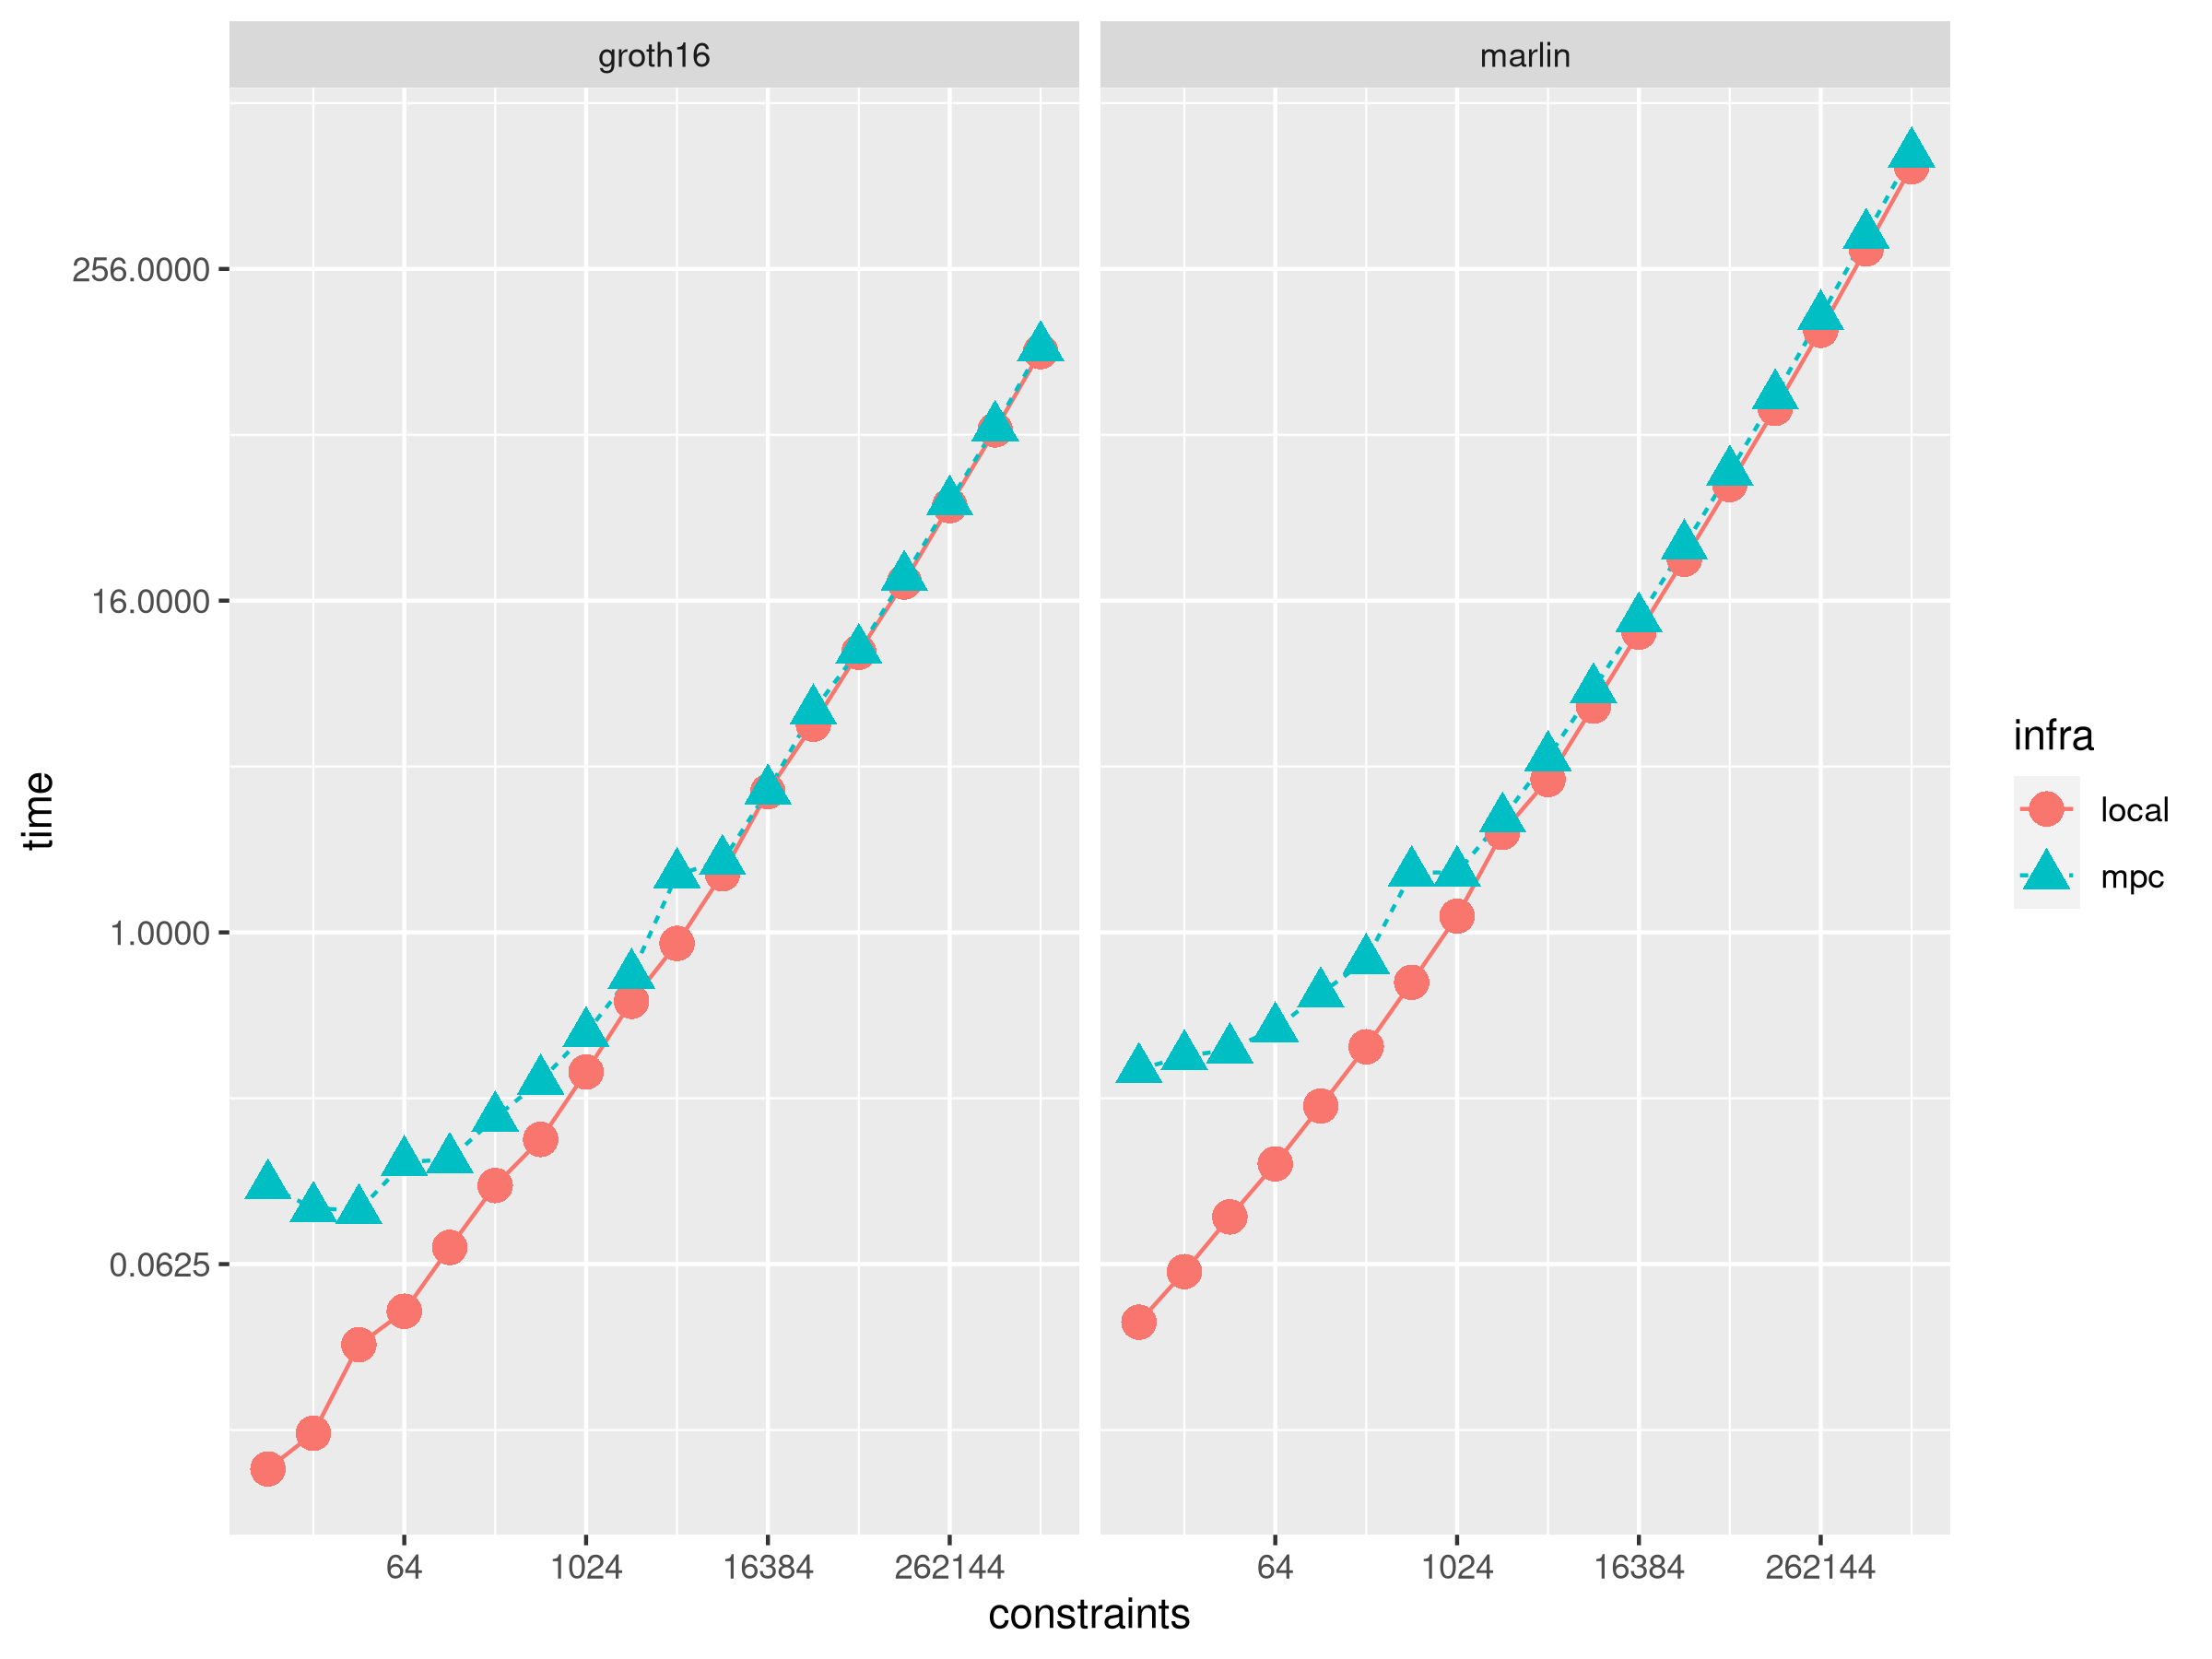 groth16
marlin
256.0000
16.0000
1.0000
0.0625
time
64
1024
16384
262144
64
1024
16384
262144
constraints
infra
local
mpc